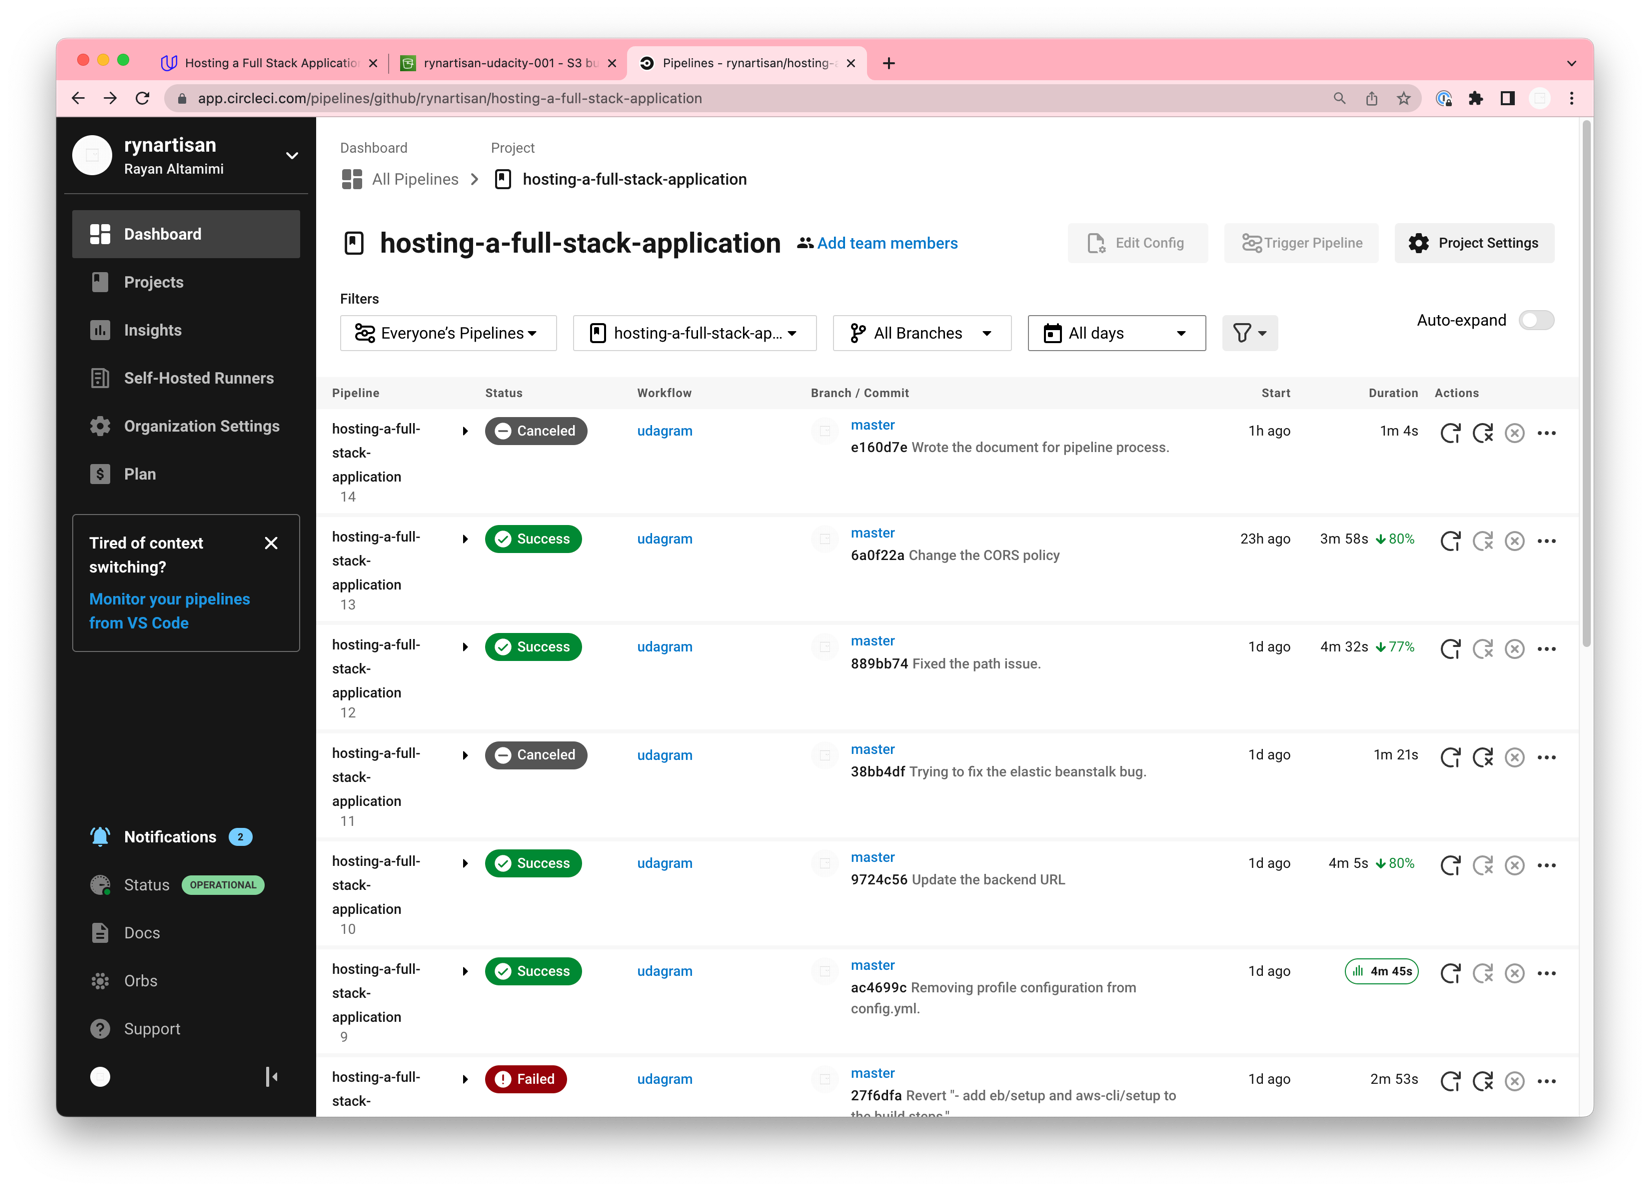 Hosting a Full Stack Application
rynartisan-udacity-001 - S3 bu
Pipelines - rynartisan/hosting-a
app.circleci.com/pipelines/github/rynartisan/hosting-a-full-stack-application
rynartisan
Rayan Altamimi
Dashboard
Projects
Insights
Self-Hosted Runners
Organization Settings
Plan
Tired of context
switching?
Monitor your pipelines
from VS Code
Notifications 2
Status OPERATIONAL
Docs
Orbs
Support
Dashboard Project
All Pipelines hosting-a-full-stack-application
hosting-a-full-stack-application Add team members Edit Config Trigger Pipeline Project Settings
Filters
Everyone’s Pipelines hosting-a-full-stack-ap... All Branches All days Auto-expand
Pipeline Status Workflow Branch / Commit Start Duration Actions
hosting-a-full-
stack-
application
14
Canceled udagram master 1h ago 1m 4s
e160d7e Wrote the document for pipeline process.
hosting-a-full-
stack-
application
13
Success udagram master 23h ago 3m 58s 80%
6a0f22a Change the CORS policy
hosting-a-full-
stack-
application
12
Success udagram master 1d ago 4m 32s 77%
889bb74 Fixed the path issue.
hosting-a-full-
stack-
application
11
Canceled udagram master 1d ago 1m 21s
38bb4df Trying to fix the elastic beanstalk bug.
hosting-a-full-
stack-
application
10
Success udagram master 1d ago 4m 5s 80%
9724c56 Update the backend URL
hosting-a-full-
stack-
application
9
Success udagram master 1d ago 4m 45s
ac4699c Removing profile configuration from
config.yml.
hosting-a-full-
stack-
Failed udagram master 1d ago 2m 53s
27f6dfa Revert "- add eb/setup and aws-cli/setup to
the build steps"